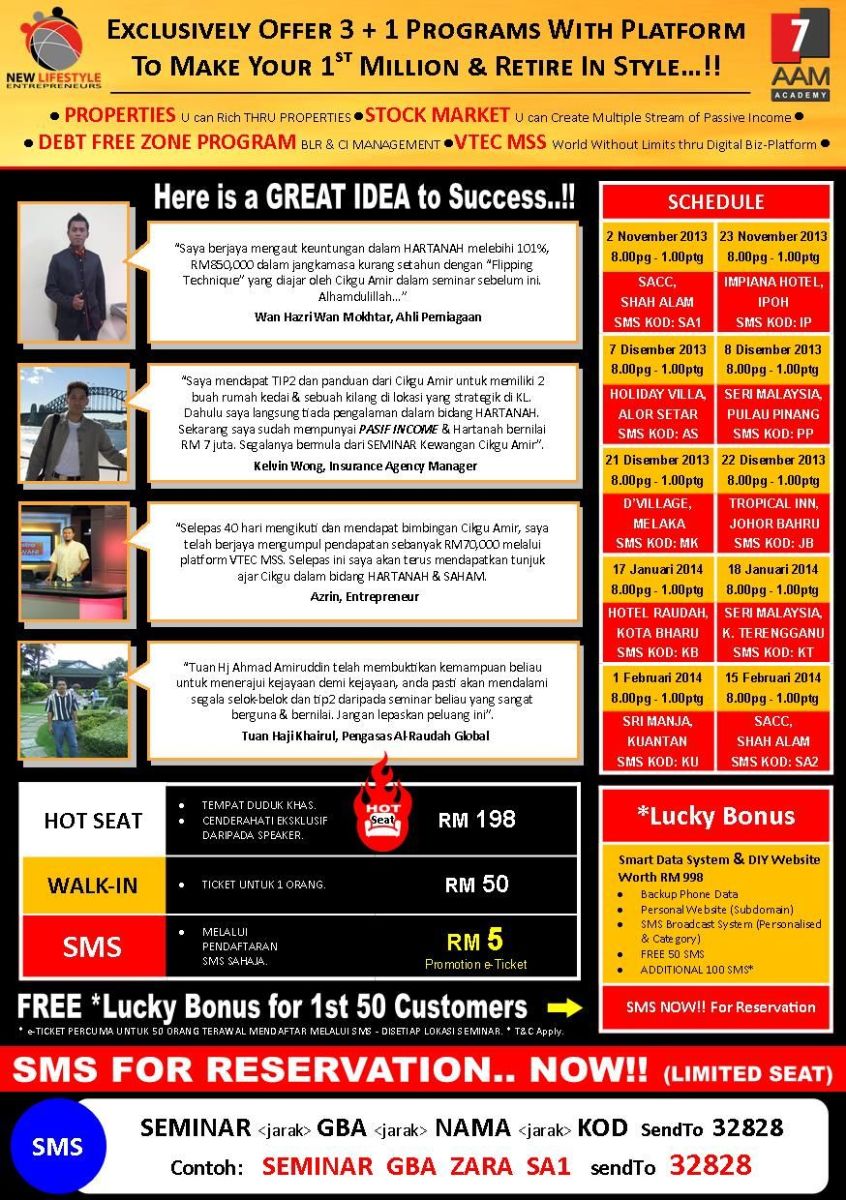 NEW LIFESTYLE
ENTREPRENEURS
EXCLUSIVELY OFFER 3 + 1 PROGRAMS WITH PLATFORM
TO MAKE YOUR 1ST MILLION & RETIRE IN STYLE...!!
7
AAM
ACADEMY
● PROPERTIES U can Rich THRU PROPERTIES ● STOCK MARKET U can Create Multiple Stream of Passive Income ●
● DEBT FREE ZONE PROGRAM BLR & CI MANAGEMENT ● VTEC MSS World Without Limits thru Digital Biz-Platform ●
Here is a GREAT IDEA to Success..!!
"Saya berjaya mengaut keuntungan dalam HARTANAH melebihi 101%,
RM850,000 dalam jangkamasa kurang setahun dengan "Flipping
Technique" yang diajar oleh Cikgu Amir dalam seminar sebelum ini.
Alhamdulillah..."
Wan Hazri Wan Mokhtar, Ahli Perniagaan
"Saya mendapat TIP2 dan panduan dari Cikgu Amir untuk memiliki 2
buah rumah kedai & sebuah kilang di lokasi yang strategik di KL.
Dahulu saya langsung tiada pengalaman dalam bidang HARTANAH.
Sekarang saya sudah mempunyai PASIF INCOME & Hartanah bernilai
RM 7 juta. Segalanya bermula dari SEMINAR Kewangan Cikgu Amir".
Kelvin Wong, Insurance Agency Manager
"Selepas 40 hari mengikuti dan mendapat bimbingan Cikgu Amir, saya
telah berjaya mengumpul pendapatan sebanyak RM70,000 melalui
platform VTEC MSS. Selepas ini saya akan terus mendapatkan tunjuk
ajar Cikgu dalam bidang HARTANAH & SAHAM.
Azrin, Entrepreneur
"Tuan Hj Ahmad Amiruddin telah membuktikan kemampuan beliau
untuk menerajui kejayaan demi kejayaan, anda pasti akan mendalami
segala selok-belok dan tip2 daripada seminar beliau yang sangat
berguna & bernilai. Jangan lepaskan peluang ini".
Tuan Haji Khairul, Pengasas Al-Raudah Global
SCHEDULE
2 November 2013
8.00pg - 1.00ptg
SACC,
SHAH ALAM
SMS KOD: SA1
23 November 2013
8.00pg - 1.00ptg
IMPIANA HOTEL,
IPOH
SMS KOD: IP
7 Disember 2013
8.00pg - 1.00ptg
HOLIDAY VILLA,
ALOR SETAR
SMS KOD: AS
8 Disember 2013
8.00pg - 1.00ptg
SERI MALAYSIA,
PULAU PINANG
SMS KOD: PP
21 Disember 2013
8.00pg - 1.00ptg
D'VILLAGE,
MELAKA
SMS KOD: MK
22 Disember 2013
8.00pg - 1.00ptg
TROPICAL INN,
JOHOR BAHRU
SMS KOD: JB
17 Januari 2014
8.00pg - 1.00ptg
HOTEL RAUDAH,
KOTA BHARU
SMS KOD: KB
18 Januari 2014
8.00pg - 1.00ptg
SERI MALAYSIA,
K. TERENGGANU
SMS KOD: KT
1 Februari 2014
8.00pg - 1.00ptg
SRI MANJA,
KUANTAN
SMS KOD: KU
15 Februari 2014
8.00pg - 1.00ptg
SACC,
SHAH ALAM
SMS KOD: SA2
HOT SEAT
● TEMPAT DUDUK KHAS.
● CENDERAHATI EKSKLUSIF
DARIPADA SPEAKER.
HOT
Seat
RM 198
WALK-IN
● TICKET UNTUK 1 ORANG.
RM 50
SMS
● MELALUI
PENDAFTARAN
SMS SAHAJA.
RM 5
Promotion e-Ticket
*Lucky Bonus
Smart Data System & DIY Website
Worth RM 998
● Backup Phone Data
● Personal Website (Subdomain)
● SMS Broadcast System (Personalised
& Category)
● FREE 50 SMS
● ADDITIONAL 100 SMS*
SMS NOW!! For Reservation
FREE *Lucky Bonus for 1st 50 Customers
* e-TICKET PERCUMA UNTUK 50 ORANG TERAWAL MENDAFTAR MELALUI SMS - DISETIAP LOKASI SEMINAR. * T&C Apply.
SMS FOR RESERVATION.. NOW!! (LIMITED SEAT)
SMS
SEMINAR <jarak> GBA <jarak> NAMA <jarak> KOD SendTo 32828
Contoh: SEMINAR GBA ZARA SA1 sendTo 32828